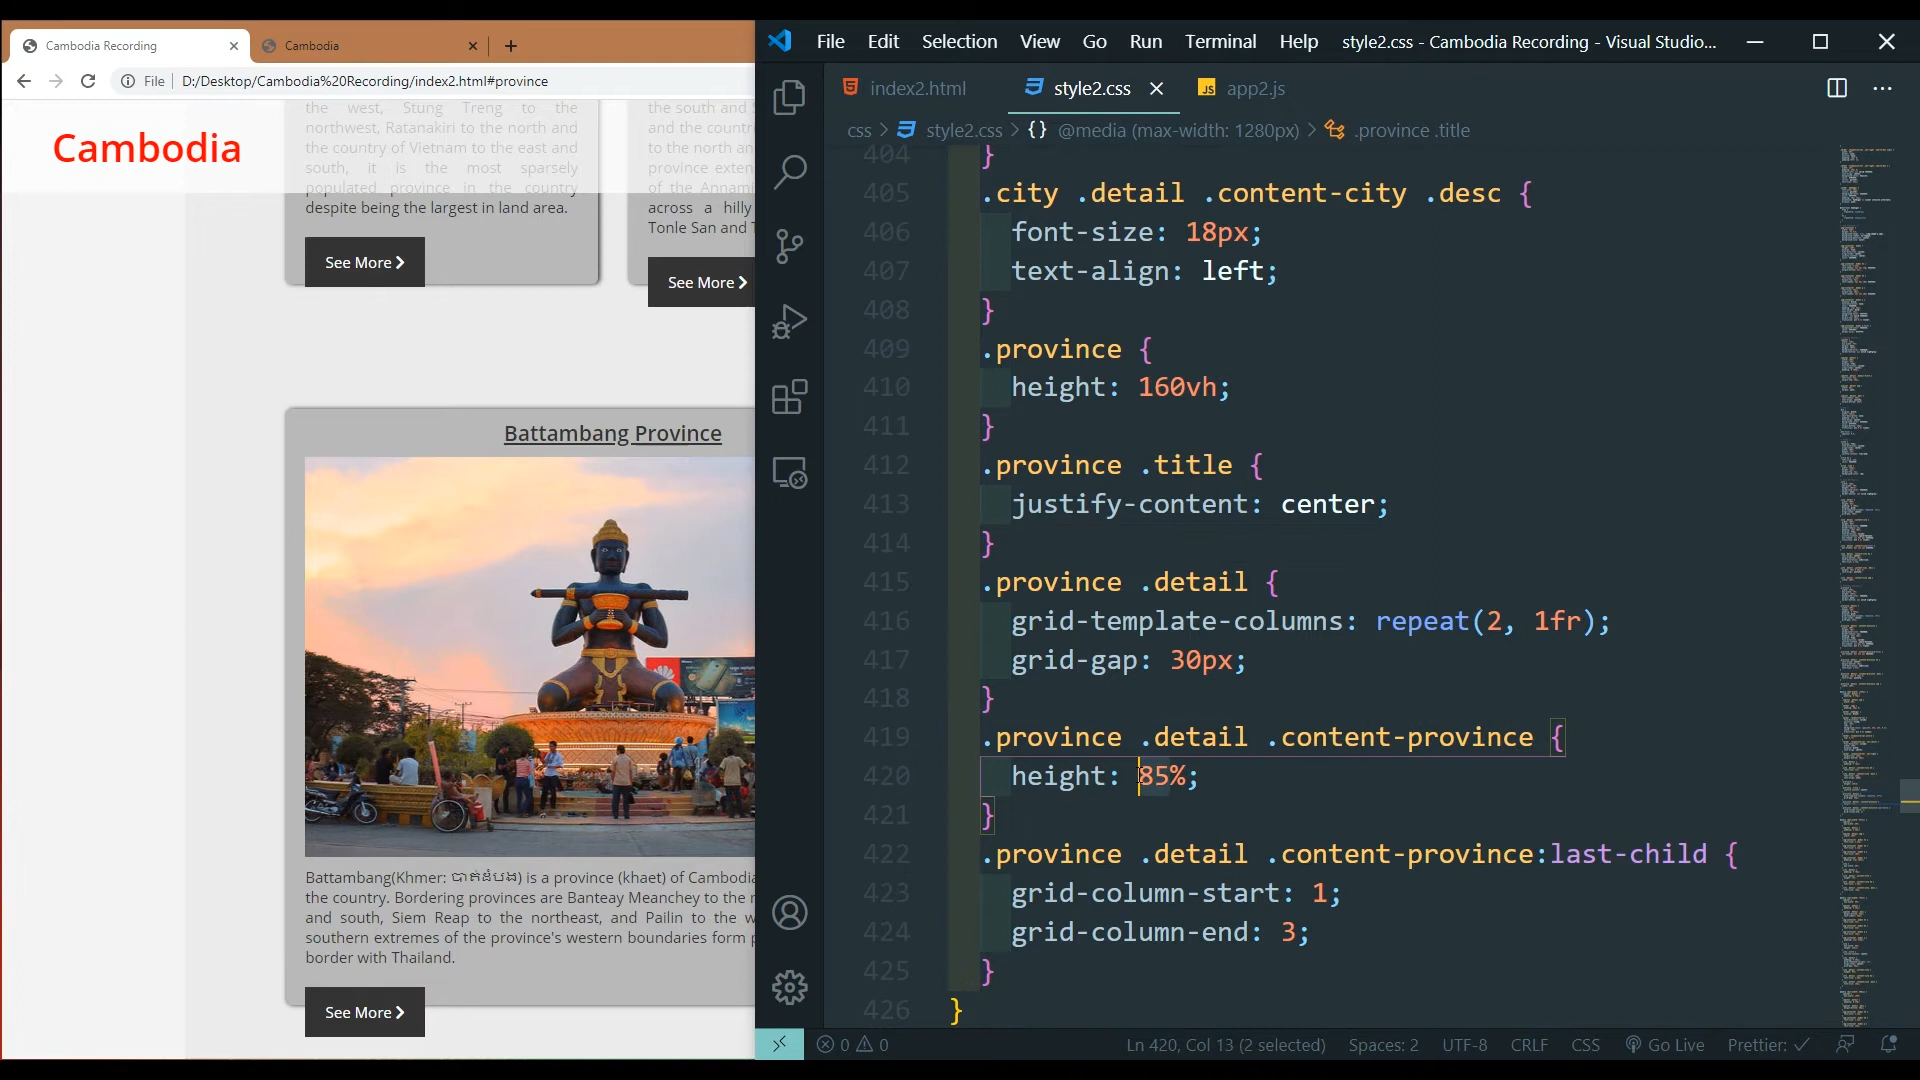 Cambodia Recording
Cambodia
File
D:/Desktop/Cambodia%20Recording/index2.html#province
Cambodia
the west, Stung Treng to the
northwest, Ratanakiri to the north and
the country of Vietnam to the east and
south, it is the most sparsely
populated province in the country
despite being the largest in land area.
See More
the south and S
and the countr
to the north an
province exten
of the Annami
across a hilly
Tonle San and T
See More
Battambang Province
Battambang(Khmer: បាត់ដំបង) is a province (khaet) of Cambodia
the country. Bordering provinces are Banteay Meanchey to the n
and south, Siem Reap to the northeast, and Pailin to the w
southern extremes of the province's western boundaries form p
border with Thailand.
See More
File Edit Selection View Go Run Terminal Help style2.css - Cambodia Recording - Visual Studio...
index2.html style2.css JS app2.js
css > style2.css > {} @media (max-width: 1280px) > .province .title
404 }
405 .city .detail .content-city .desc {
406 font-size: 18px;
407 text-align: left;
408 }
409 .province {
410 height: 160vh;
411 }
412 .province .title {
413 justify-content: center;
414 }
415 .province .detail {
416 grid-template-columns: repeat(2, 1fr);
417 grid-gap: 30px;
418 }
419 .province .detail .content-province {
420 height: 85%;
421 }
422 .province .detail .content-province:last-child {
423 grid-column-start: 1;
424 grid-column-end: 3;
425 }
426 }
0 0 Ln 420, Col 13 (2 selected) Spaces: 2 UTF-8 CRLF CSS Go Live Prettier: ✓